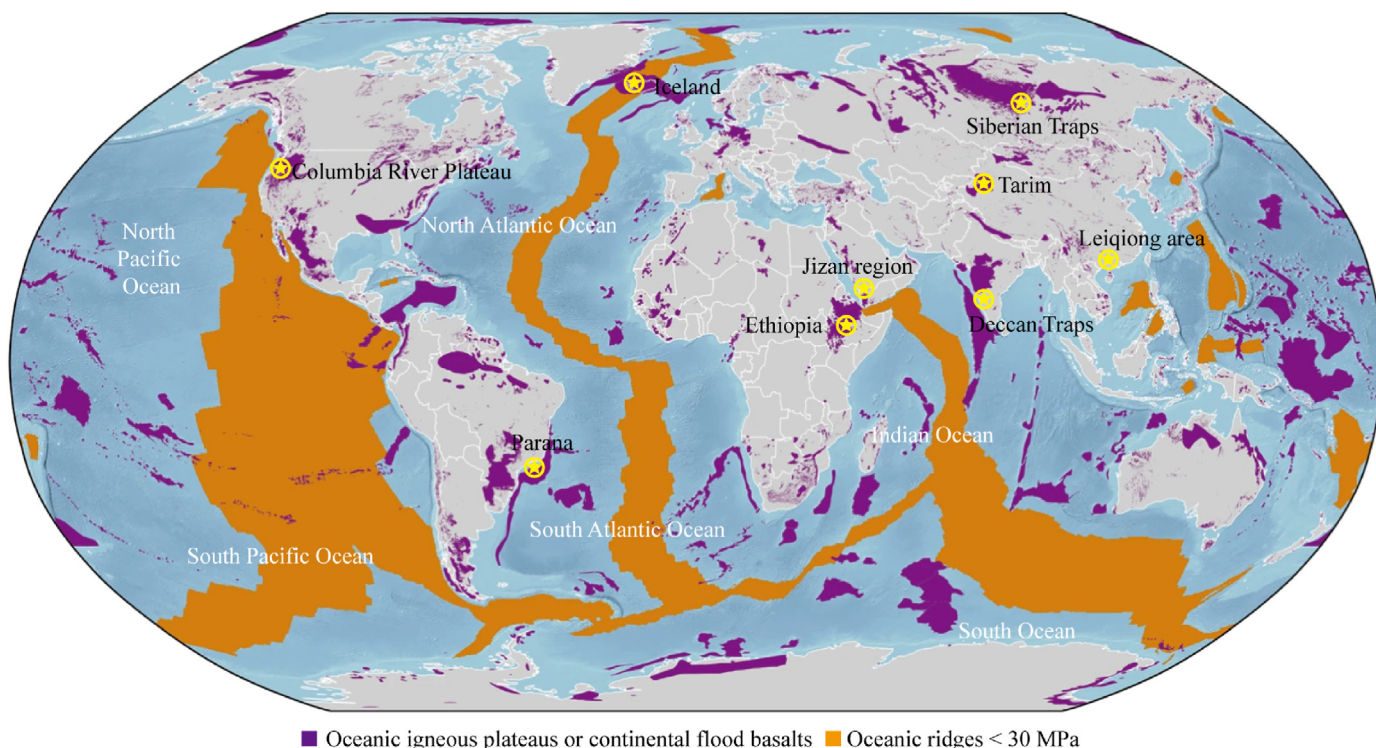 Iceland
Siberian Traps
Columbia River Plateau
Tarim
North Atlantic Ocean
North
Pacific
Ocean
Leiqiong area
Jizan region
Ethiopia
Deccan Traps
Parana
Indian Ocean
South Atlantic Ocean
South Pacific Ocean
South Ocean
Oceanic igneous plateaus or continental flood basalts
Oceanic ridges < 30 MPa